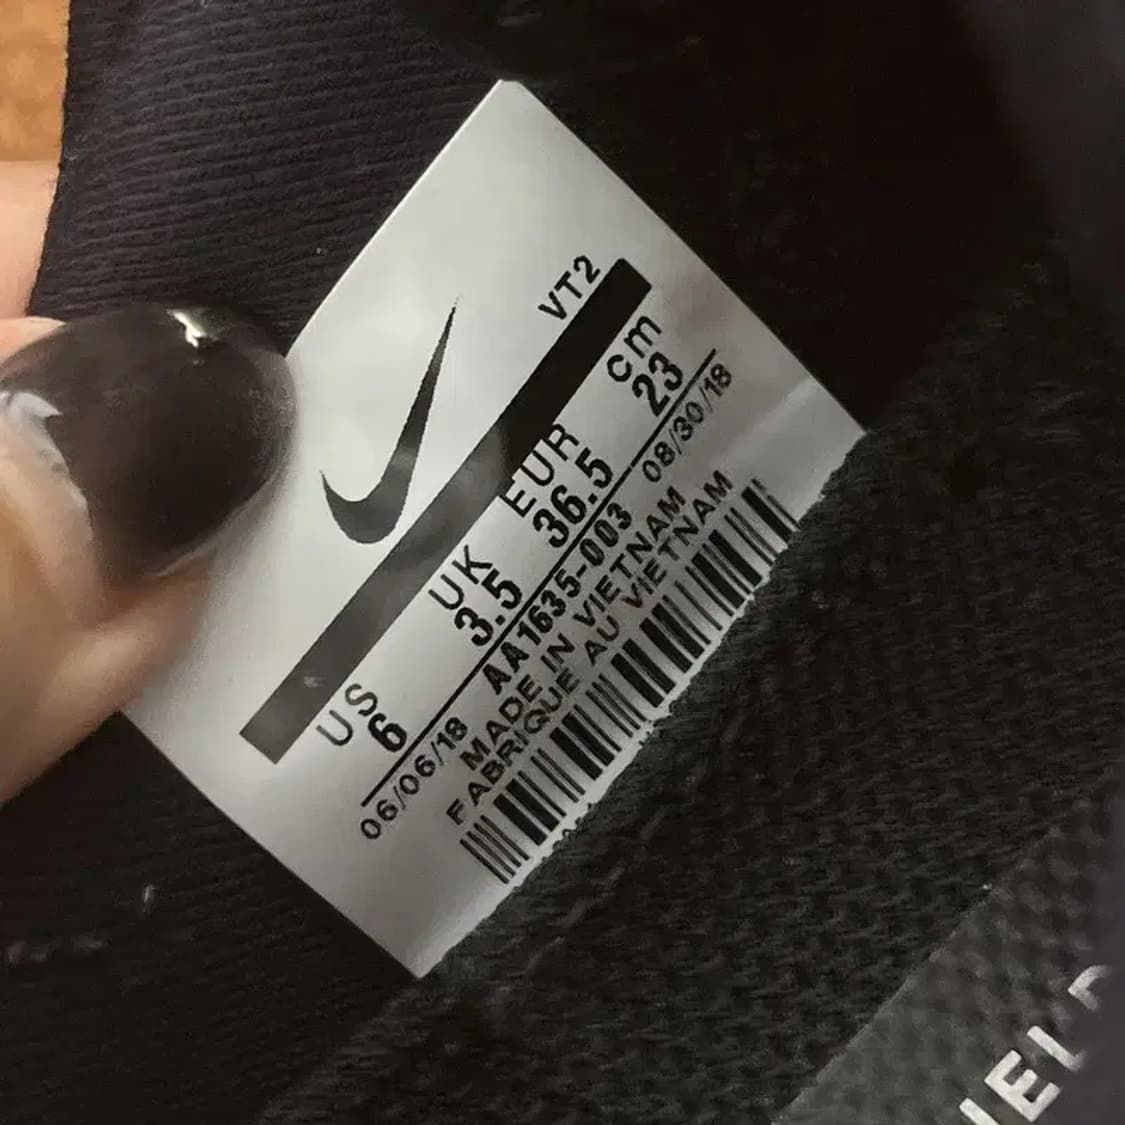 VT2
US UK EUR cm
6 3.5 36.5 23
AA1635-003
06/06/18 08/30/18
MADE IN VIETNAM
FABRIQUE AU VIETNAM
IELD